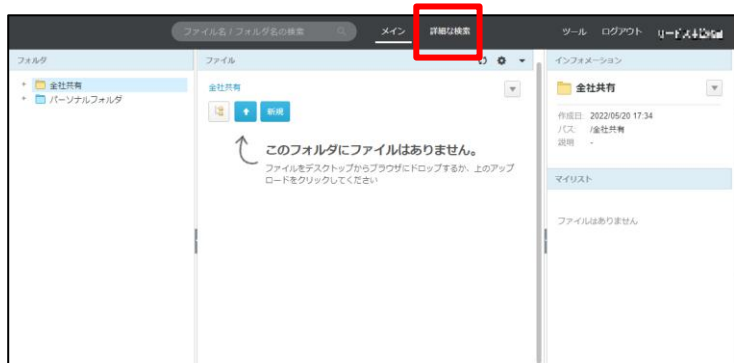 ファイル名 / フォルダ名の検索 メイン 詳細な検索 ツール ログアウト
フォルダ
全社共有
パーソナルフォルダ
ファイル
全社共有
新規
このフォルダにファイルはありません。
ファイルをデスクトップからブラウザにドロップするか、上のアップ
ロードをクリックしてください
インフォメーション
全社共有
作成日: 2022/05/20 17:34
パス: /全社共有
説明 -
マイリスト
ファイルはありません